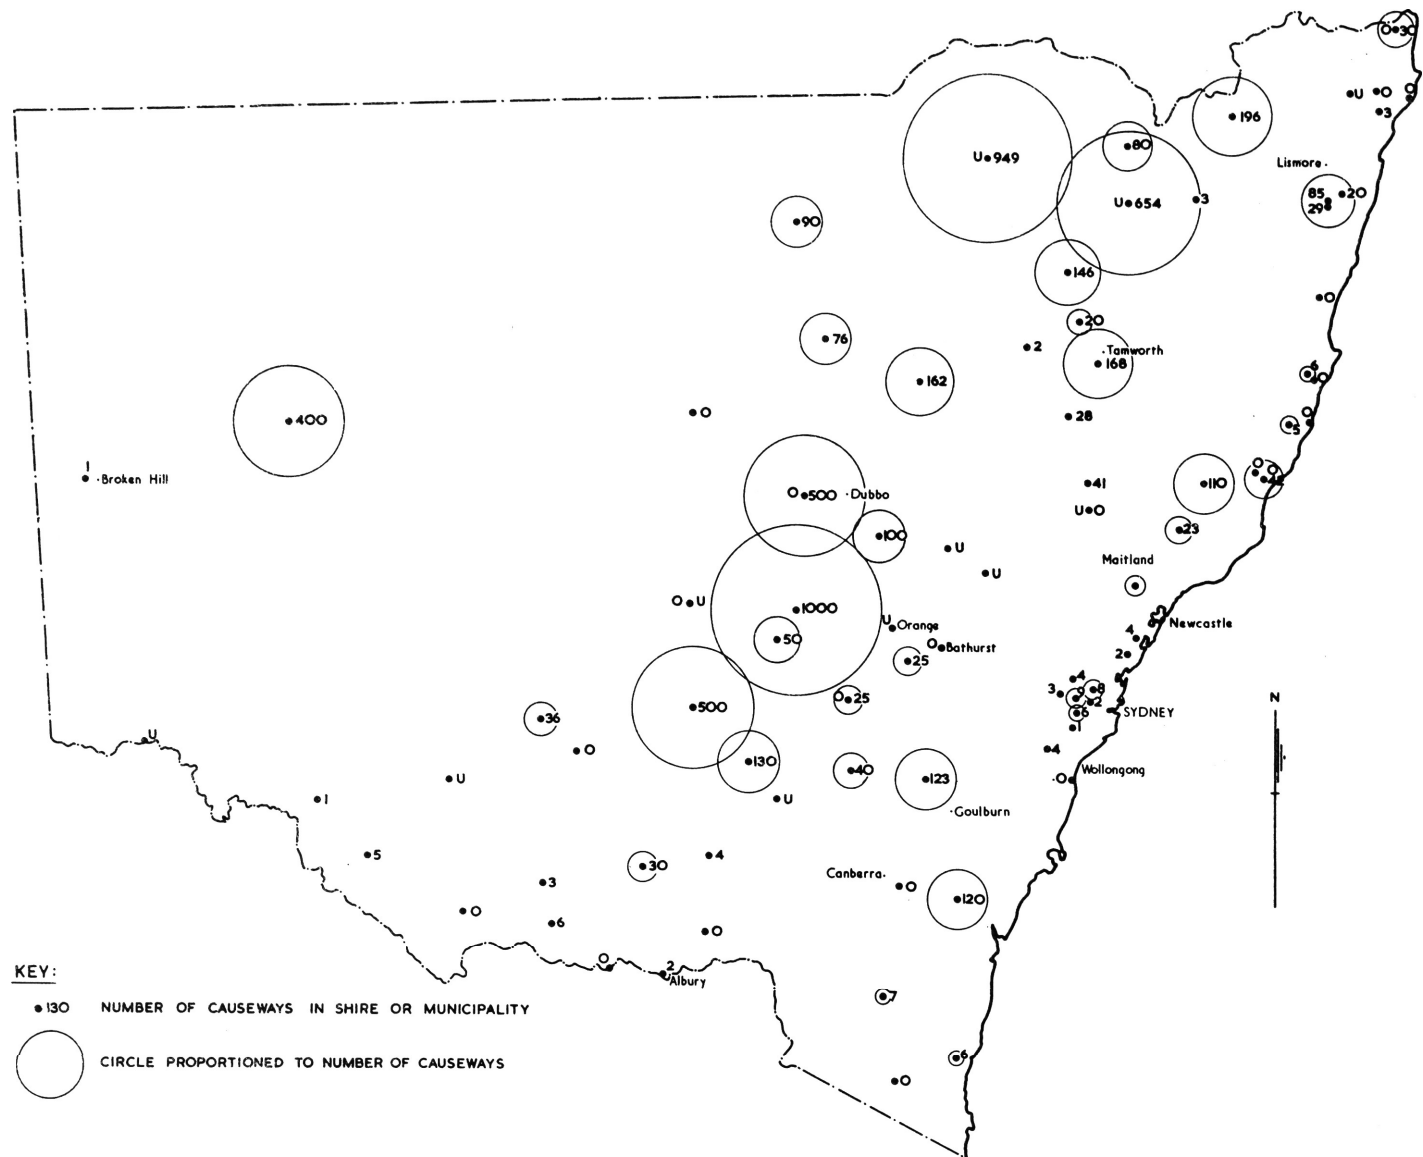 O 30
U
O
O
3
196
80
U 949
Lismore
U 654
3
85
20
29
90
146
O
20
76
2
Tamworth
168
162
6
O
400
O
28
O
5
1
Broken Hill
O
O
42
41
110
O 500
Dubbo
U O
23
100
U
Maitland
U
O U
1000
U
Orange
Newcastle
4
50
O
Bathurst
2
25
4
3
9
8
O 25
2
500
6
SYDNEY
N
36
1
U
O
4
130
40
O
Wollongong
U
123
1
U
Goulburn
5
4
30
Canberra
3
O
120
O
6
O
O
2
Albury
KEY:
7
130 NUMBER OF CAUSEWAYS IN SHIRE OR MUNICIPALITY
6
CIRCLE PROPORTIONED TO NUMBER OF CAUSEWAYS
O